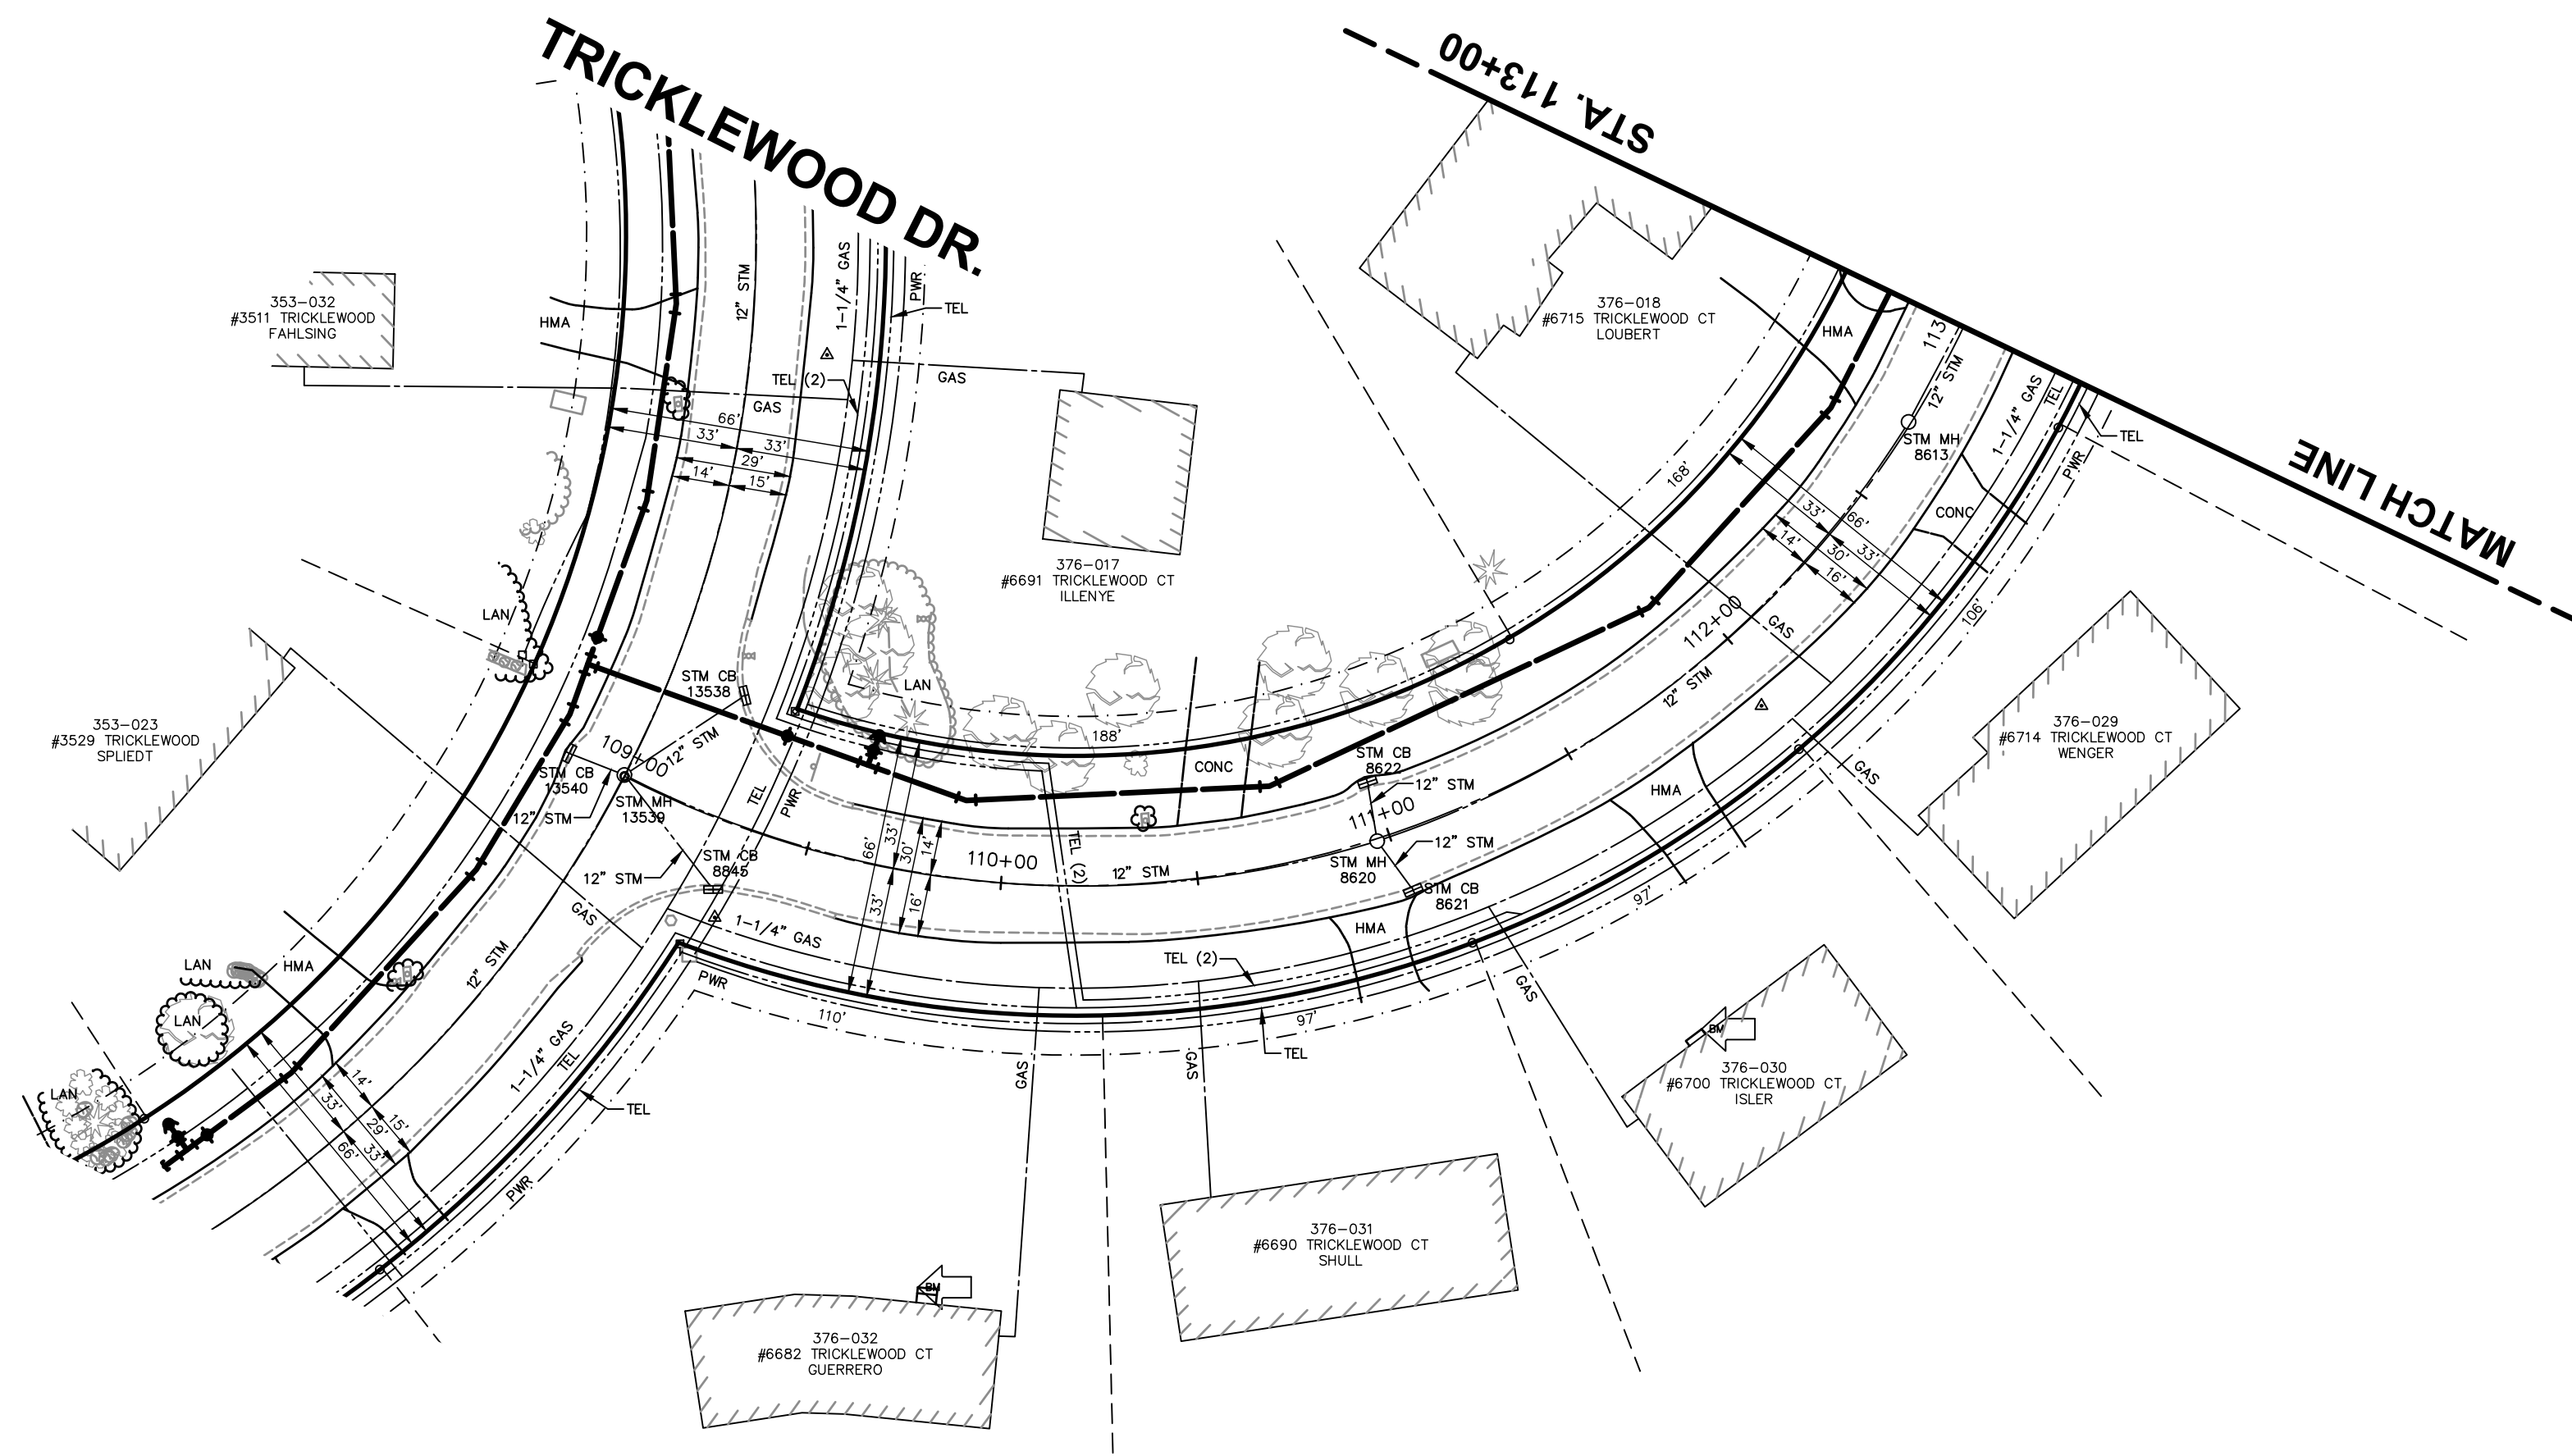 TRICKLEWOOD DR.
STA. 113+00
MATCH LINE
353-032
#3511 TRICKLEWOOD
FAHLSING
HMA
12" STM
1-1/4" GAS
PWR
TEL
TEL (2)
GAS
GAS
66'
33'
33'
29'
14'
15'
376-017
#6691 TRICKLEWOOD CT
ILLENYE
376-018
#6715 TRICKLEWOOD CT
LOUBERT
HMA
113
12" STM
STM MH
8613
1-1/4" GAS
TEL
TEL
PWR
CONC
168'
33'
66'
33'
14'
30'
16'
106'
112+00
GAS
12" STM
LAN
353-023
#3529 TRICKLEWOOD
SPLIEDT
STM CB
13538
109+00
12" STM
STM CB
13540
STM MH
13539
12" STM
TEL
PWR
LAN
188'
CONC
STM CB
8622
12" STM
111+00
12" STM
STM MH
8620
STM CB
8621
HMA
HMA
376-029
#6714 TRICKLEWOOD CT
WENGER
GAS
STM CB
8845
12" STM
66'
33'
30'
14'
33'
16'
110+00
TEL (2)
12" STM
1-1/4" GAS
TEL (2)
GAS
12" STM
LAN
HMA
LAN
LAN
PWR
110'
97'
97'
TEL
GAS
GAS
GAS
1-1/4" GAS
TEL
TEL
PWR
14'
15'
33'
29'
33'
66'
BM
376-030
#6700 TRICKLEWOOD CT
ISLER
376-031
#6690 TRICKLEWOOD CT
SHULL
BM
376-032
#6682 TRICKLEWOOD CT
GUERRERO